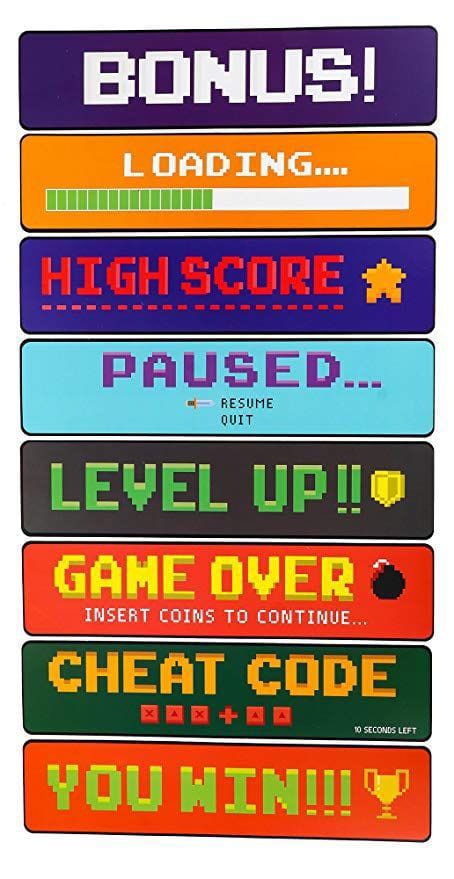 BONUS!
LOADING....
HIGH SCORE
PAUSED...
RESUME
QUIT
LEVEL UP!!
GAME OVER
INSERT COINS TO CONTINUE...
CHEAT CODE
10 SECONDS LEFT
YOU WIN!!!